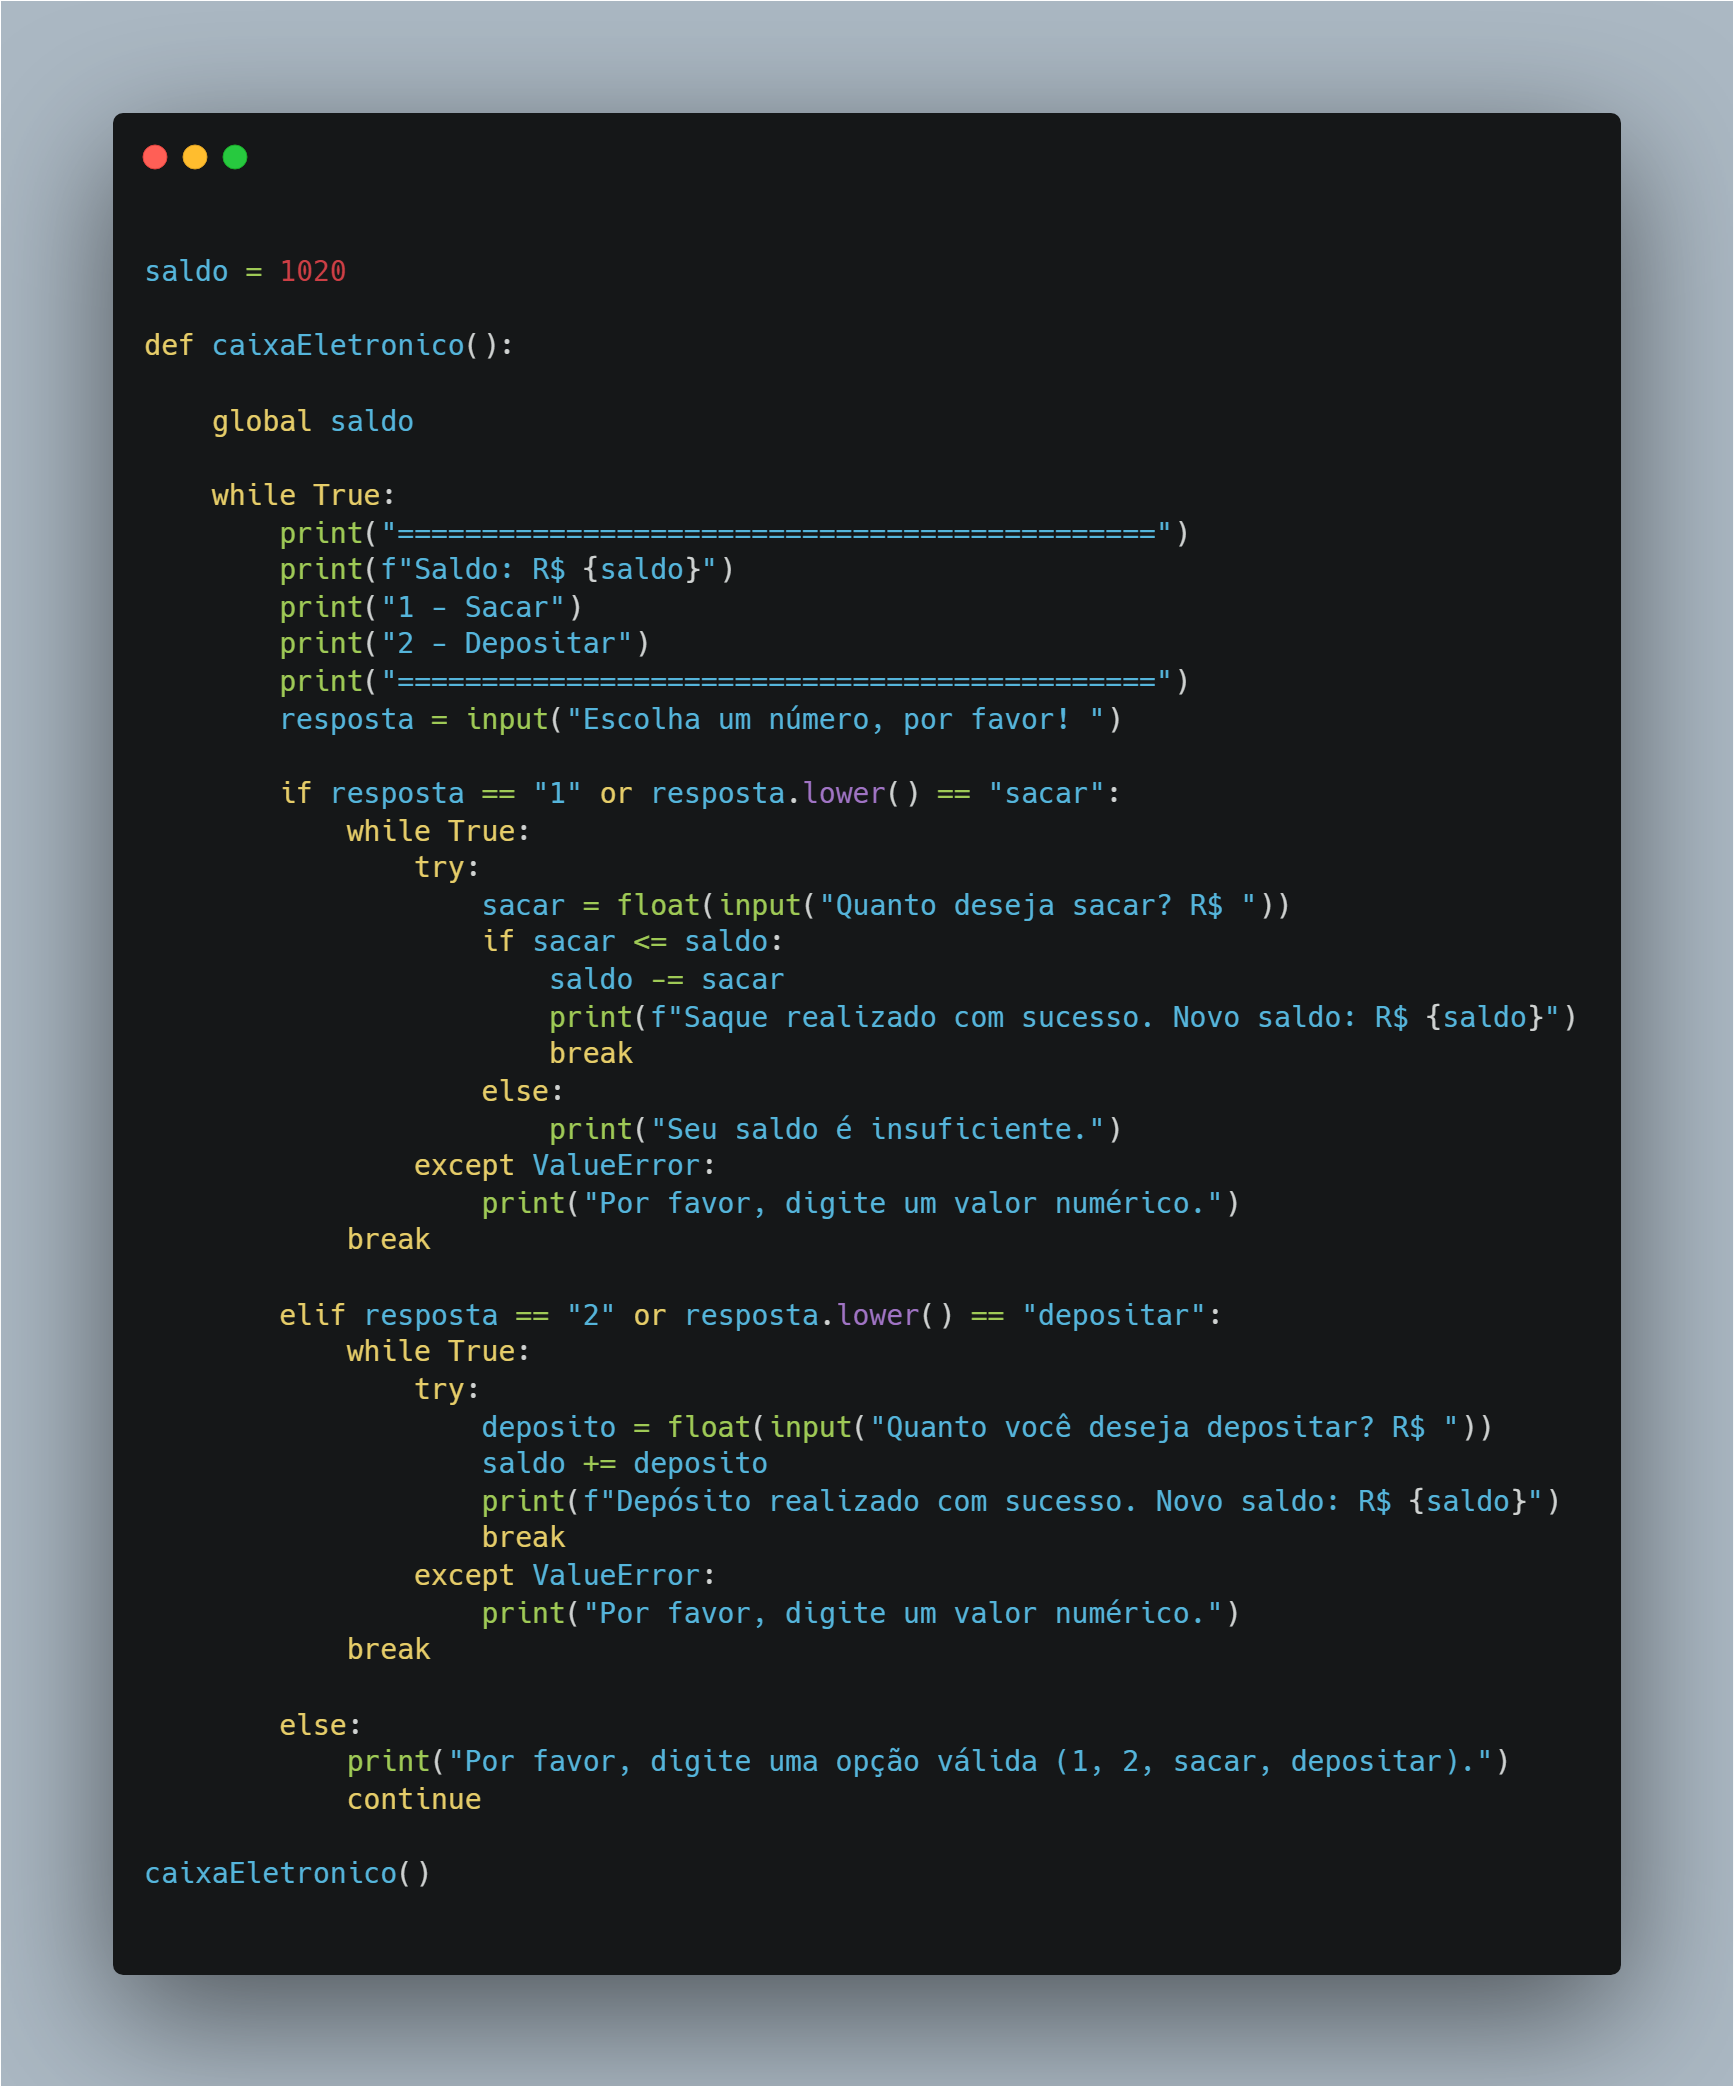 saldo = 1020
def caixaEletronico():
    global saldo
    while True:
        print("=============================================")
        print(f"Saldo: R$ {saldo}")
        print("1 - Sacar")
        print("2 - Depositar")
        print("=============================================")
        resposta = input("Escolha um número, por favor! ")
        if resposta == "1" or resposta.lower() == "sacar":
            while True:
                try:
                    sacar = float(input("Quanto deseja sacar? R$ "))
                    if sacar <= saldo:
                        saldo -= sacar
                        print(f"Saque realizado com sucesso. Novo saldo: R$ {saldo}")
                        break
                    else:
                        print("Seu saldo é insuficiente.")
                except ValueError:
                    print("Por favor, digite um valor numérico.")
            break
        elif resposta == "2" or resposta.lower() == "depositar":
            while True:
                try:
                    deposito = float(input("Quanto você deseja depositar? R$ "))
                    saldo += deposito
                    print(f"Depósito realizado com sucesso. Novo saldo: R$ {saldo}")
                    break
                except ValueError:
                    print("Por favor, digite um valor numérico.")
            break
        else:
            print("Por favor, digite uma opção válida (1, 2, sacar, depositar).")
            continue
caixaEletronico()